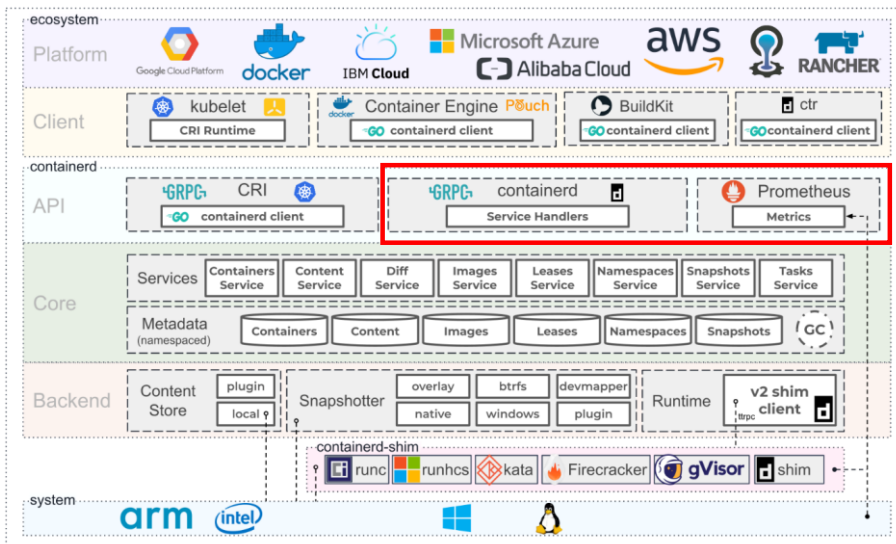 ecosystem
Platform
Google Cloud Platform
docker
IBM Cloud
Microsoft Azure
Alibaba Cloud
aws
RANCHER
Client
kubelet
CRI Runtime
docker
Container Engine
Pouch
GO containerd client
BuildKit
GO containerd client
ctr
GO containerd client
containerd
API
GRPC
CRI
GO containerd client
GRPC
containerd
Service Handlers
Prometheus
Metrics
Core
Services
Containers
Service
Content
Service
Diff
Service
Images
Service
Leases
Service
Namespaces
Service
Snapshots
Service
Tasks
Service
Metadata
(namespaced)
Containers
Content
Images
Leases
Namespaces
Snapshots
GC
Backend
Content
Store
plugin
local
Snapshotter
overlay
btrfs
devmapper
native
windows
plugin
Runtime
v2 shim
ttrpc client
containerd-shim
runc
runhcs
kata
Firecracker
gVisor
shim
system
arm
intel